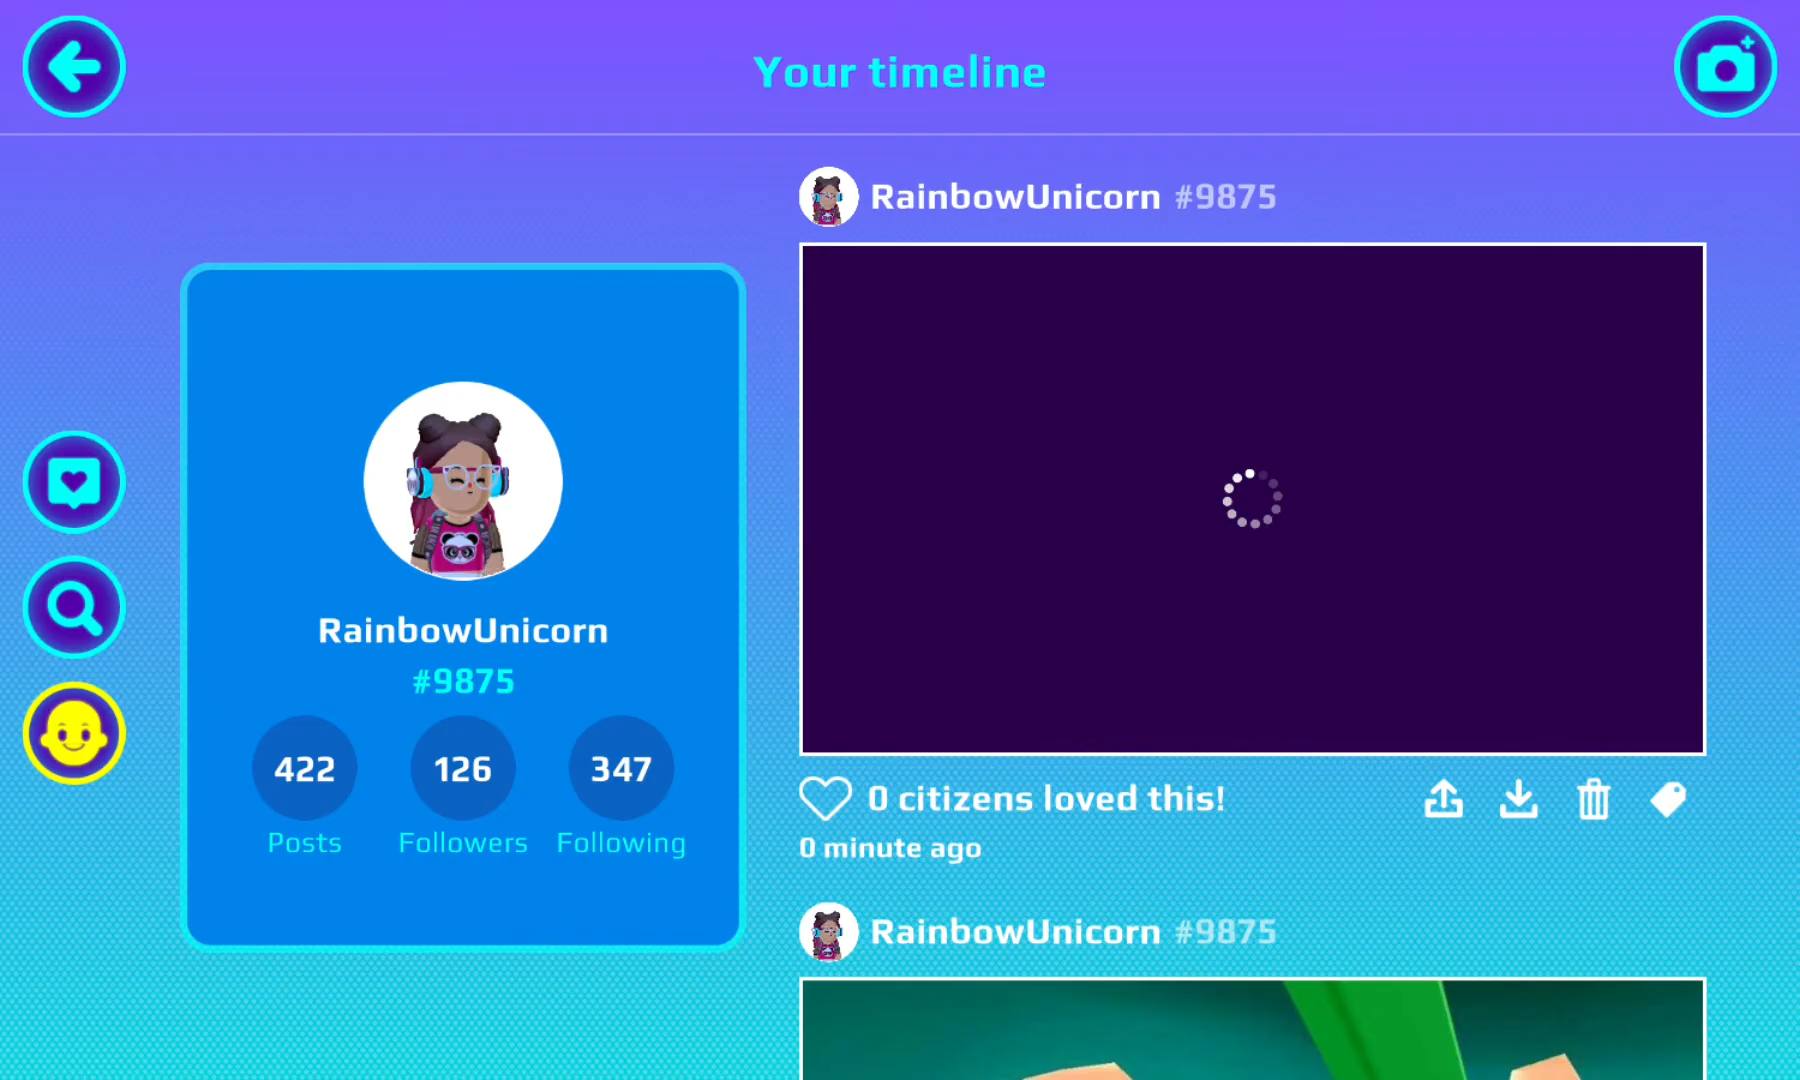 Your timeline
RainbowUnicorn #9875
RainbowUnicorn
#9875
422 126 347
Posts Followers Following
0 citizens loved this!
0 minute ago
RainbowUnicorn #9875